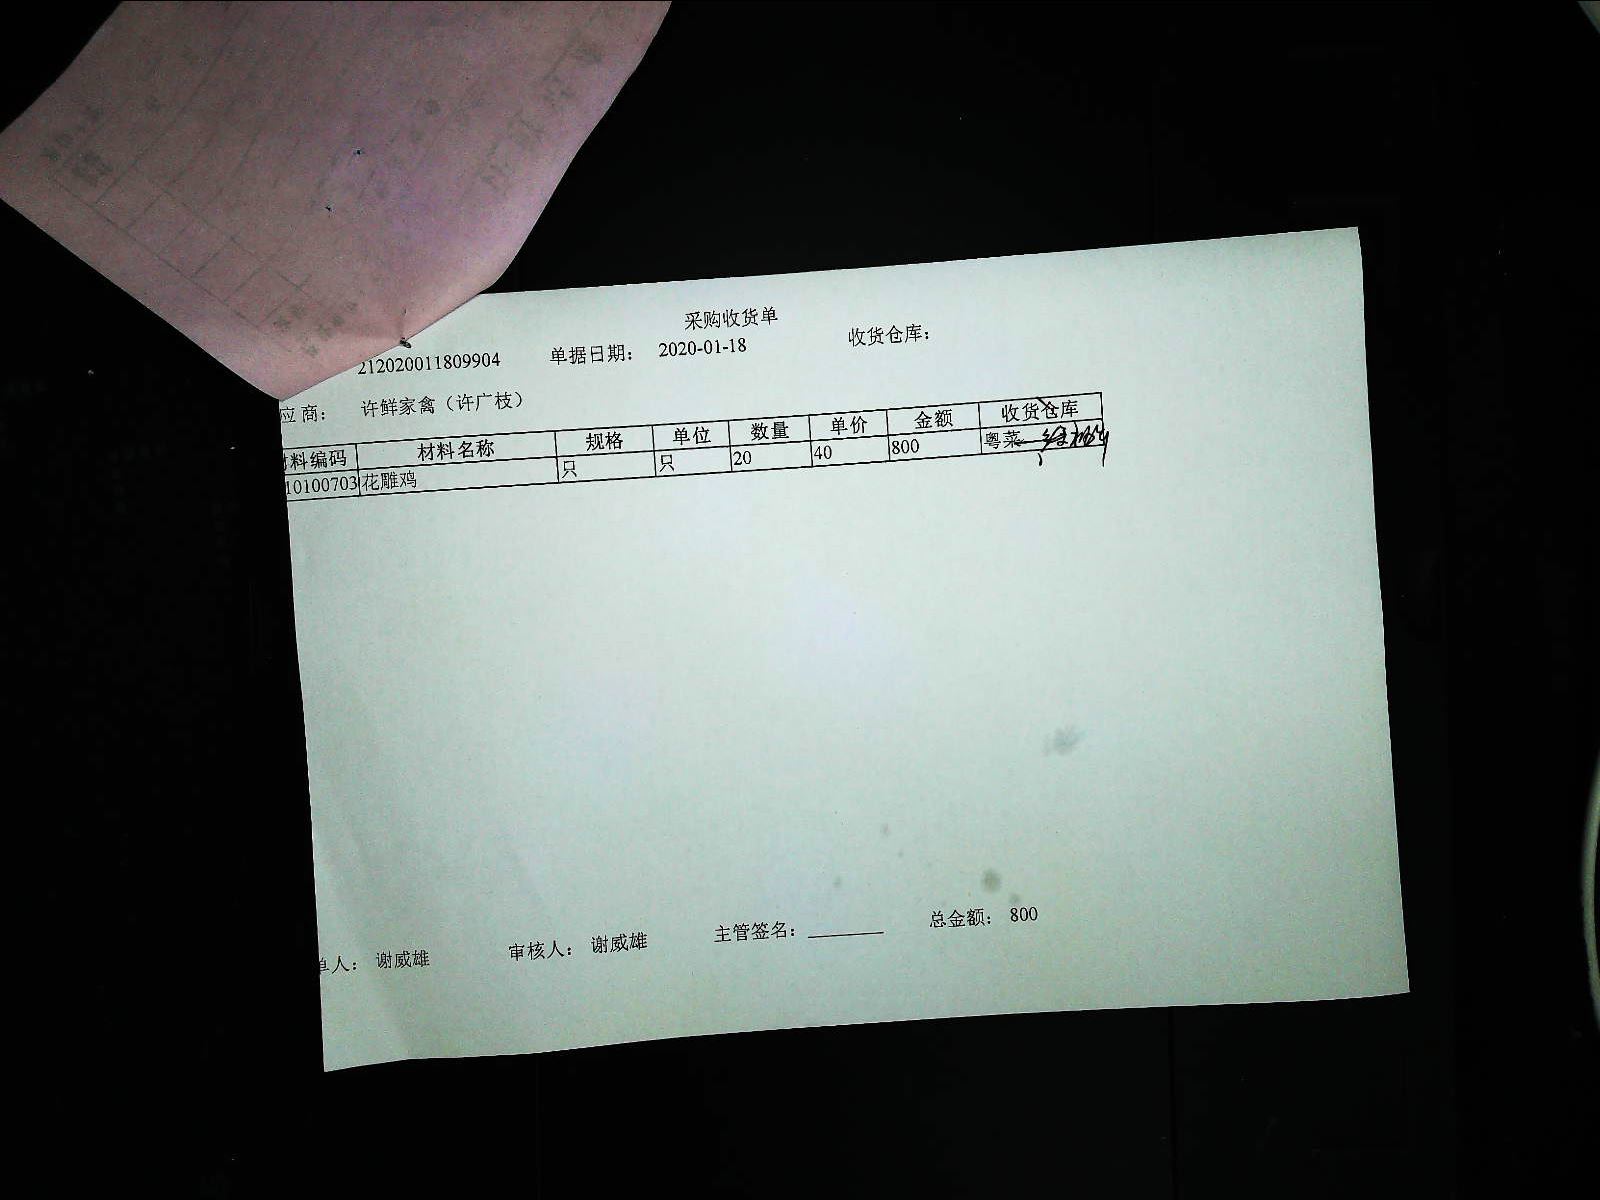 采购收货单
212020011809904 单据日期： 2020-01-18 收货仓库：
应商： 许鲜家禽（许广枝）
材料编码 材料名称 规格 单位 数量 单价 金额 收货仓库
10100703 花雕鸡 只 只 20 40 800 粤菜
单人： 谢威雄 审核人： 谢威雄 主管签名： 总金额： 800